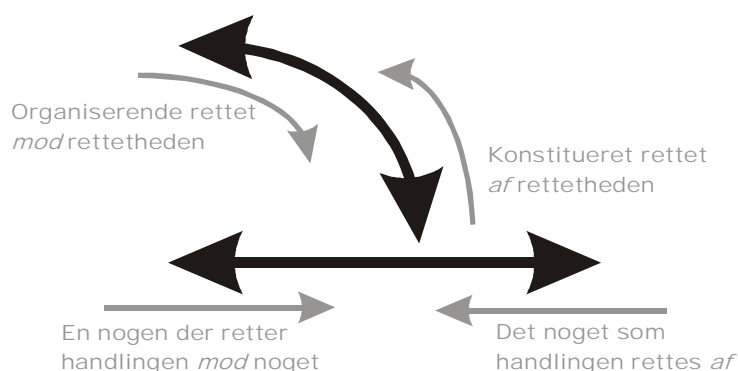 Organiserende rettet
mod rettetheden
Konstitueret rettet
af rettetheden
En nogen der retter
handlingen mod noget
Det noget som
handlingen rettes af